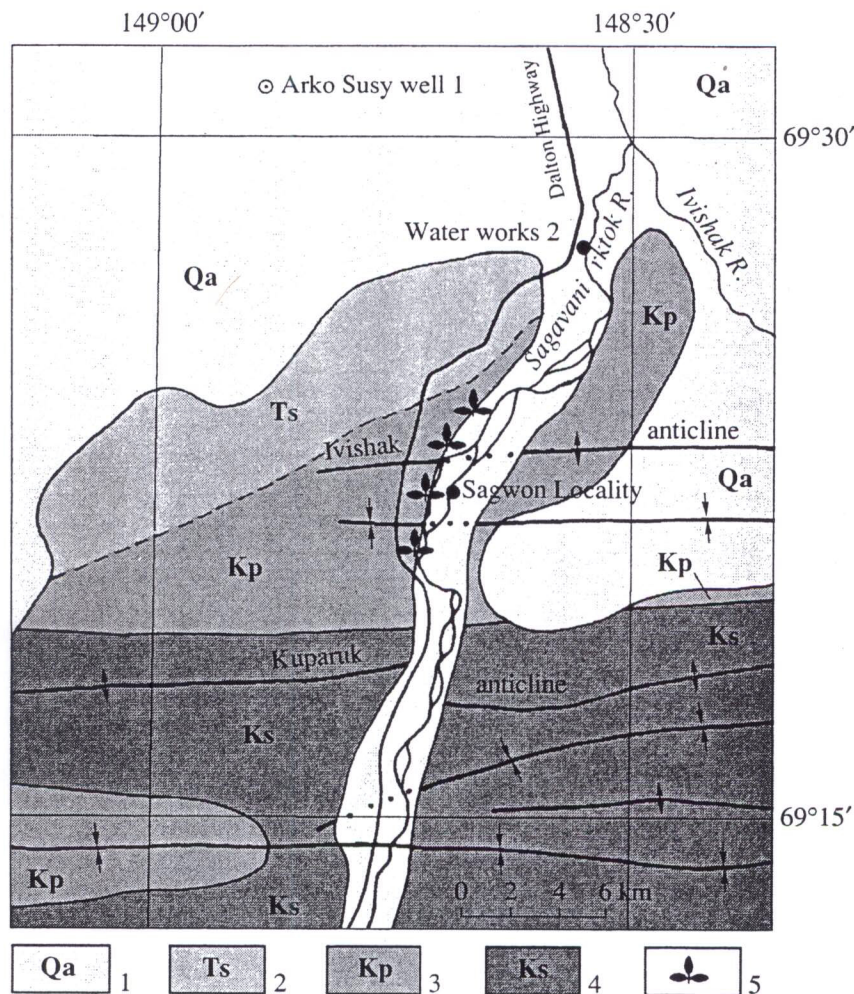 149°00′ 148°30′
Arko Susy well 1
Qa
69°30′
Dalton Highway
Ivishak R.
Water works 2
Sagavani rktok R.
Qa
Kp
Ts
Ivishak
anticline
Qa
Sagwon Locality
Kp
Kp
Ks
Kuparuk
anticline
Ks
69°15′
Kp
Ks
0 2 4 6 km
Qa 1 Ts 2 Kp 3 Ks 4 5